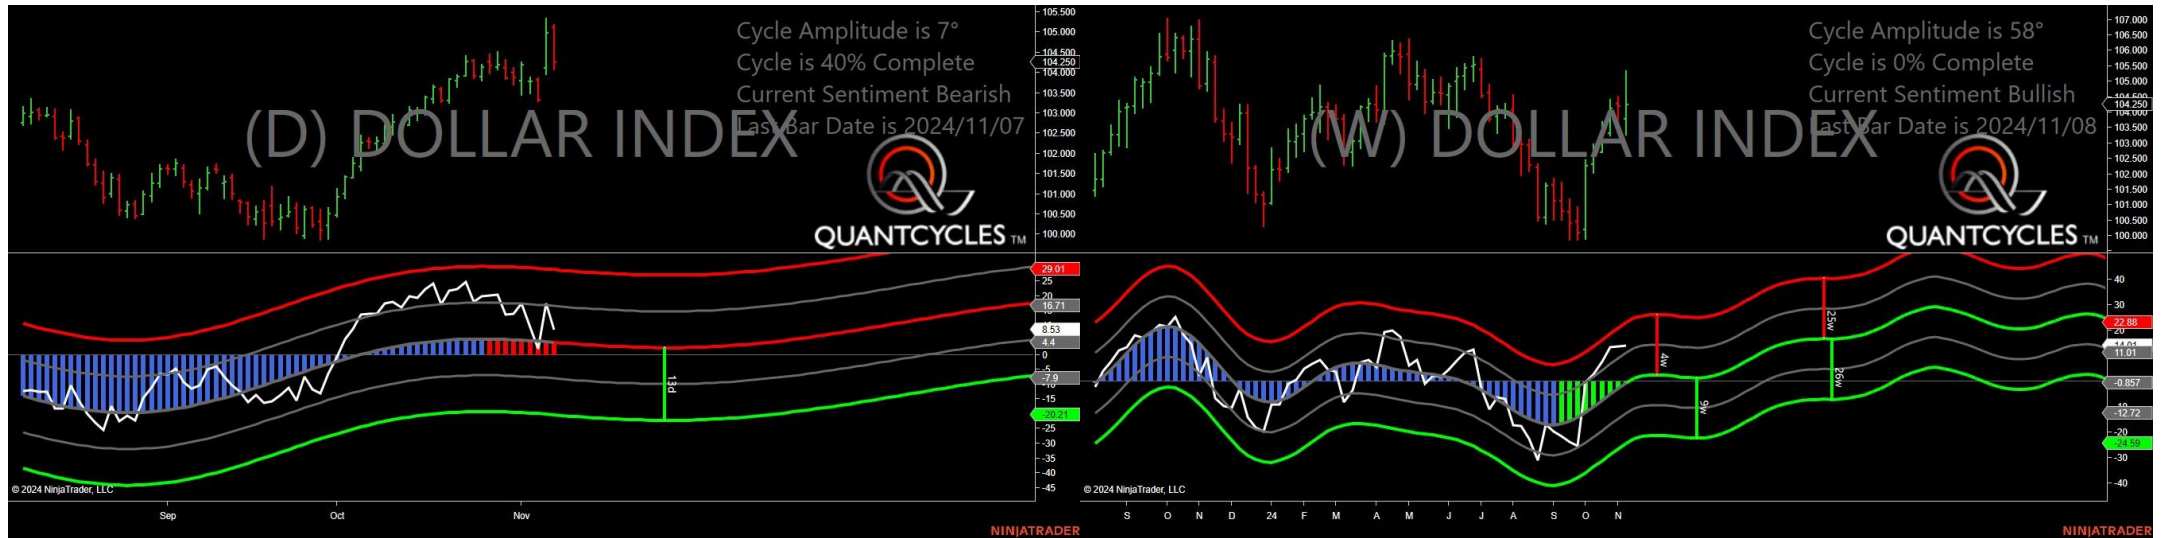 Cycle Amplitude is 7°
Cycle is 40% Complete
Current Sentiment Bearish
Last Bar Date is 2024/11/07
(D) DOLLAR INDEX
QUANTCYCLES TM
105.500
105.000
104.500
104.250
104.000
103.500
103.000
102.500
102.000
101.500
101.000
100.500
100.000
29.01
25
20
16.71
8.53
4.4
0
-5
-7.9
-15
-20.21
-25
-30
-35
-40
-45
13d
© 2024 NinjaTrader, LLC
Sep Oct Nov
NINJATRADER
Cycle Amplitude is 58°
Cycle is 0% Complete
Current Sentiment Bullish
Last Bar Date is 2024/11/08
(W) DOLLAR INDEX
QUANTCYCLES TM
107.000
106.500
106.000
105.500
105.000
104.250
104.000
103.500
103.000
102.500
102.000
101.500
101.000
100.500
100.000
40
30
22.88
20
14.01
11.01
-0.857
-12.72
-20
-24.59
-30
-40
4w
9w
25w
26w
© 2024 NinjaTrader, LLC
S O N D 24 F M A M J J A S O N
NINJATRADER